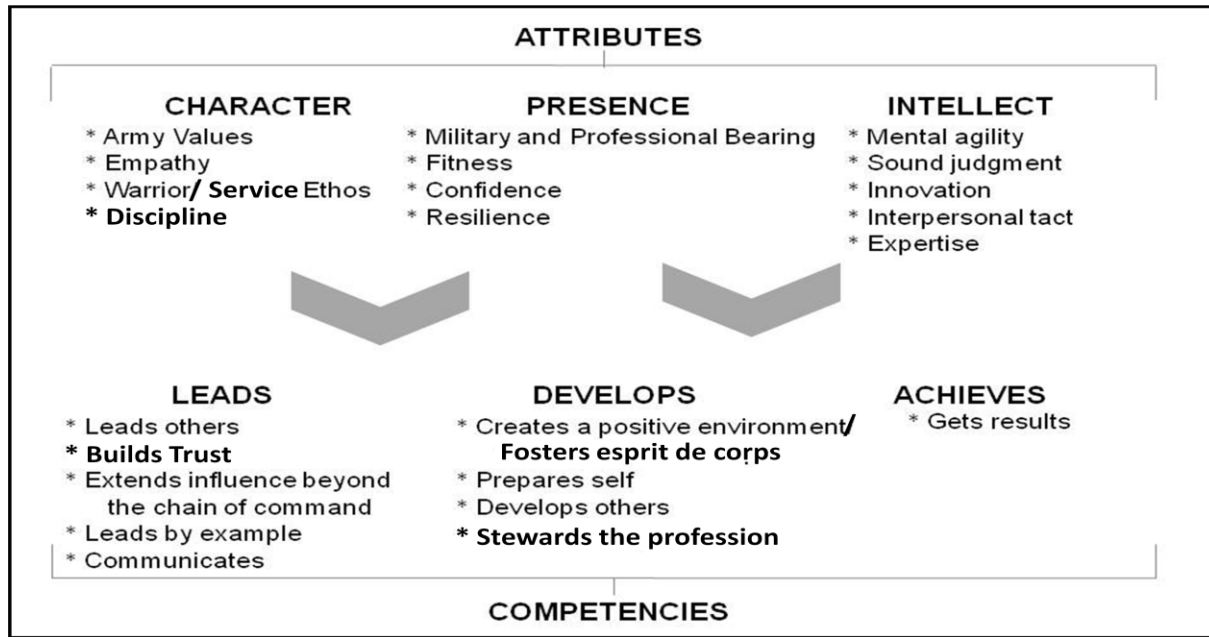 ATTRIBUTES
CHARACTER
* Army Values
* Empathy
* Warrior/ Service Ethos
* Discipline
PRESENCE
* Military and Professional Bearing
* Fitness
* Confidence
* Resilience
INTELLECT
* Mental agility
* Sound judgment
* Innovation
* Interpersonal tact
* Expertise
LEADS
* Leads others
* Builds Trust
* Extends influence beyond
the chain of command
* Leads by example
* Communicates
DEVELOPS
* Creates a positive environment/
Fosters esprit de corps
* Prepares self
* Develops others
* Stewards the profession
ACHIEVES
* Gets results
COMPETENCIES